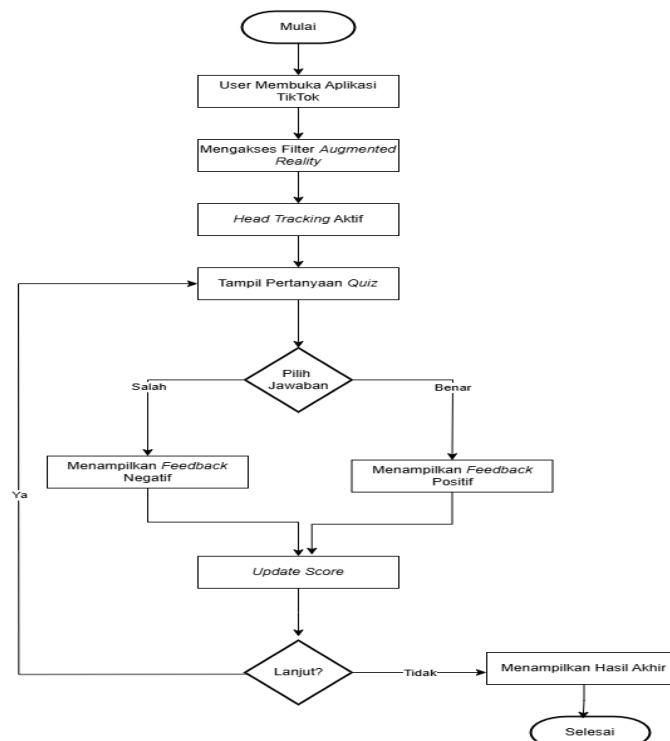 Mulai
User Membuka Aplikasi
TikTok
Mengakses Filter Augmented
Reality
Head Tracking Aktif
Tampil Pertanyaan Quiz
Pilih
Jawaban
Salah
Benar
Menampilkan Feedback
Negatif
Menampilkan Feedback
Positif
Ya
Update Score
Lanjut?
Tidak
Menampilkan Hasil Akhir
Selesai